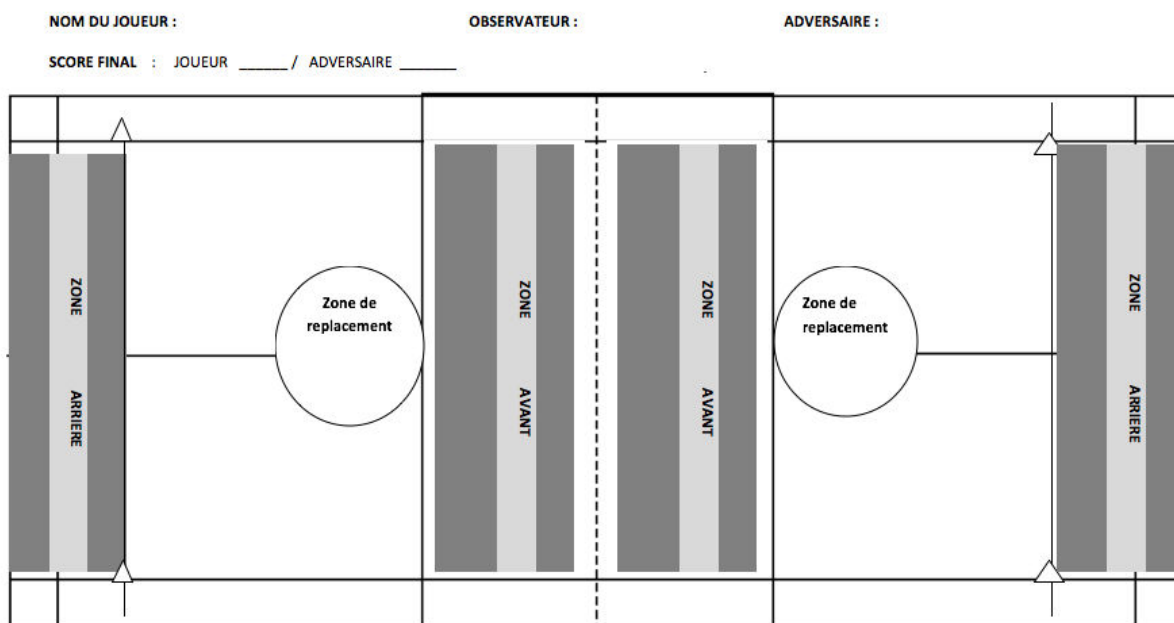 NOM DU JOUEUR : OBSERVATEUR : ADVERSAIRE :
SCORE FINAL : JOUEUR ______ / ADVERSAIRE _______
Zone de
replacement
Zone de
replacement
ZONE ARRIERE
ZONE AVANT
ZONE AVANT
ZONE ARRIERE